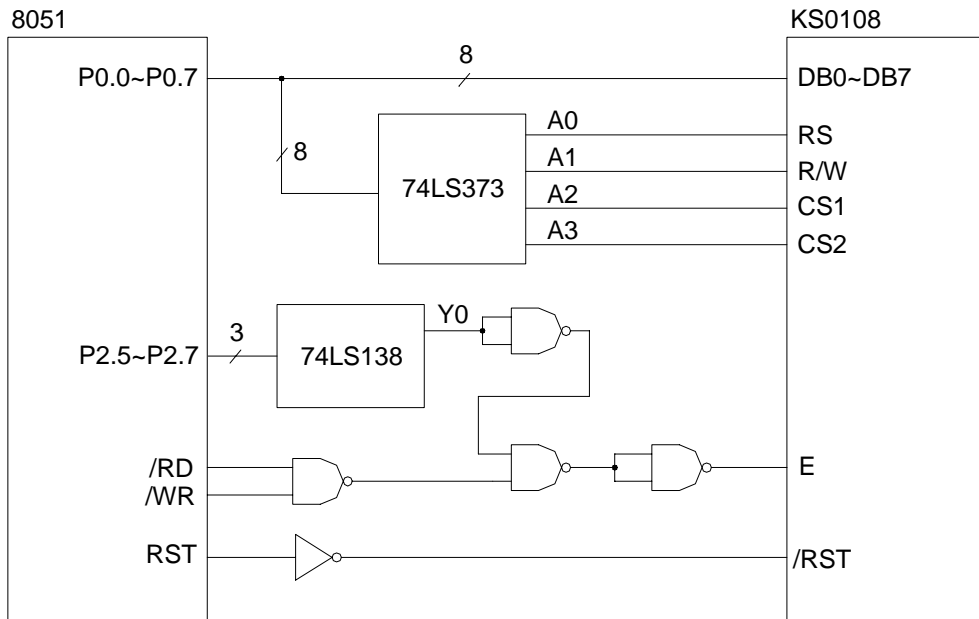 8051 KS0108
P0.0~P0.7 8 DB0~DB7
A0 RS
8 A1 R/W
74LS373
A2 CS1
A3 CS2
Y0
3
P2.5~P2.7 74LS138
/RD E
/WR
RST /RST